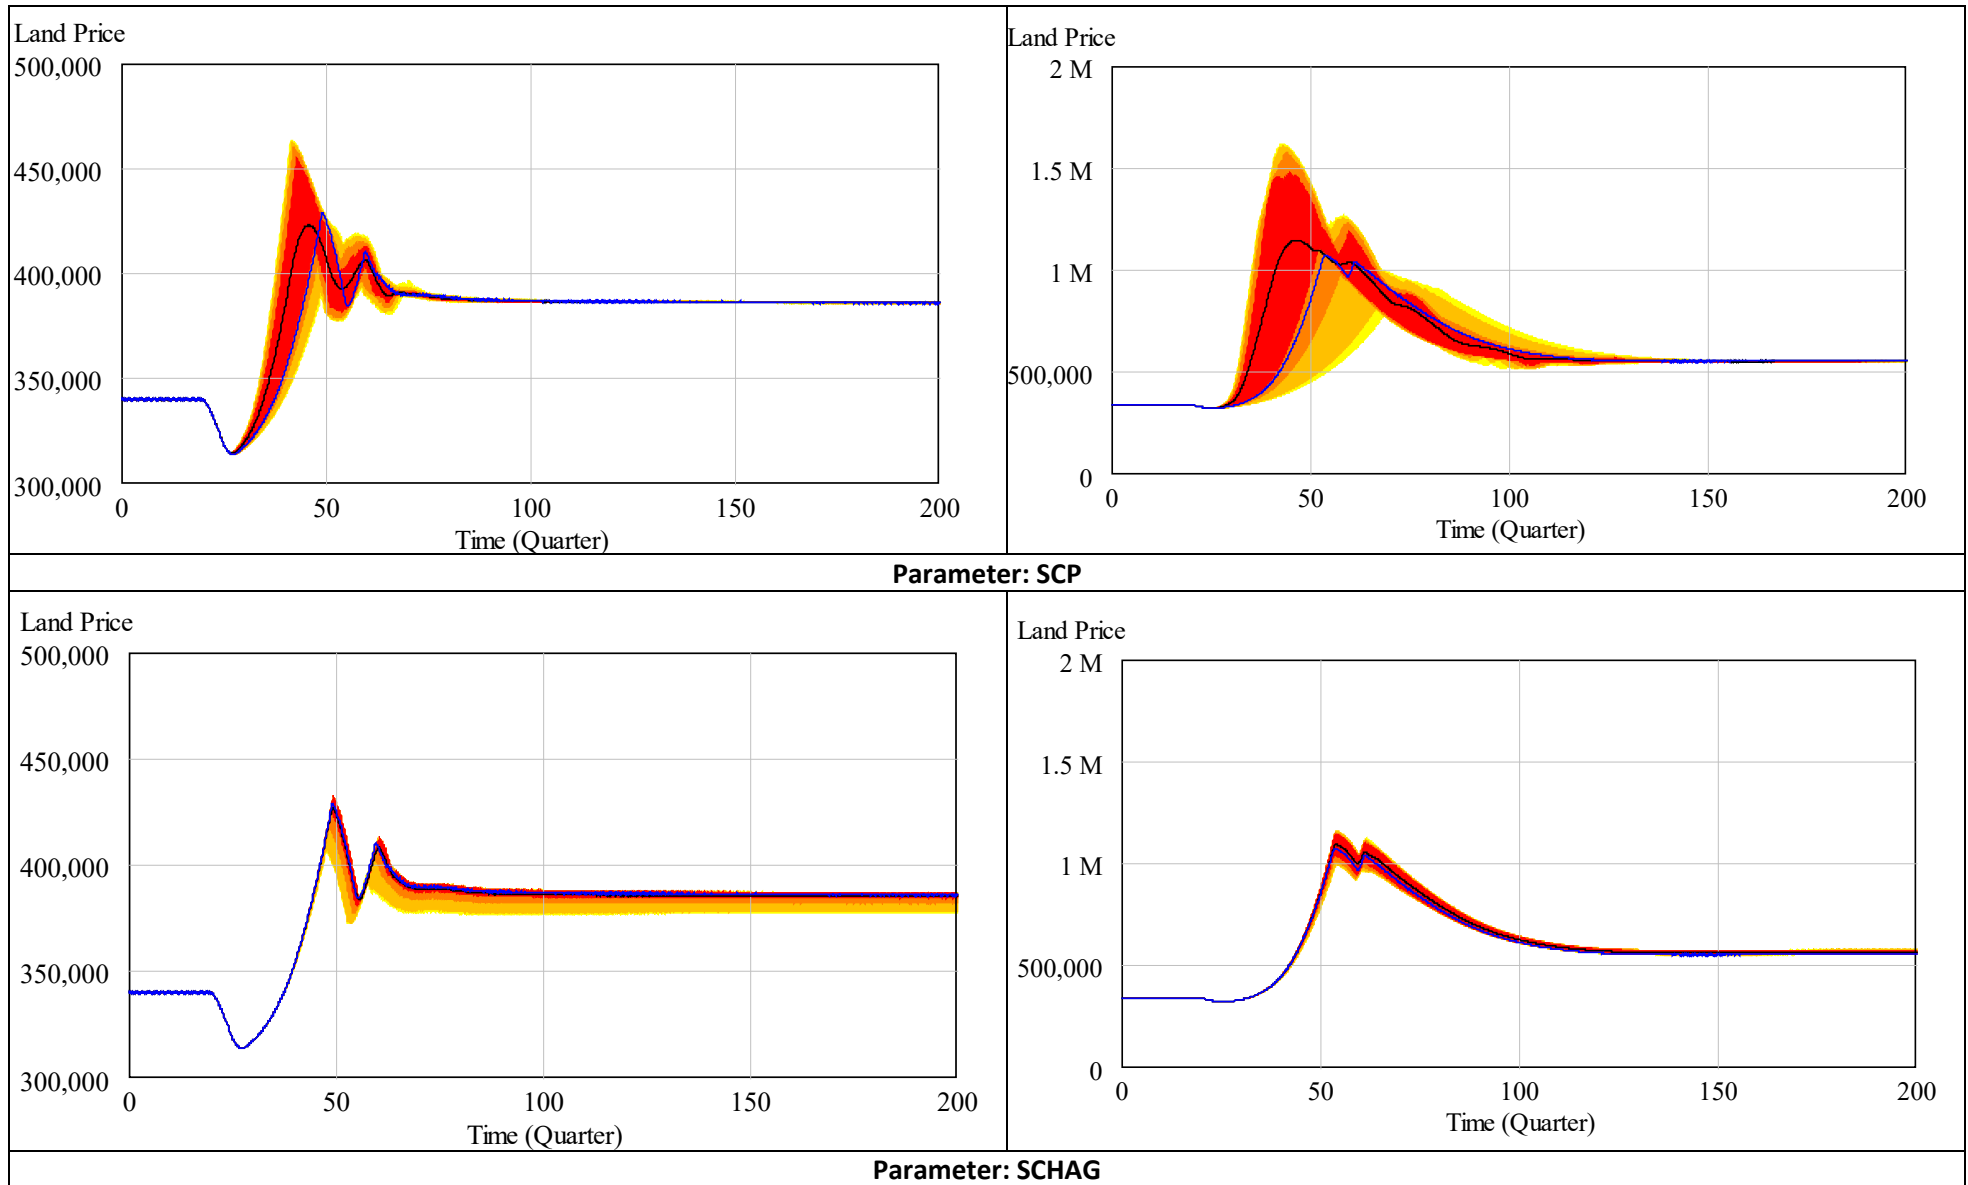 Land Price
500,000
450,000
400,000
350,000
300,000
0 50 100 150 200
Time (Quarter)
Land Price
2 M
1.5 M
1 M
500,000
0
0 50 100 150 200
Time (Quarter)
Parameter: SCP
Land Price
500,000
450,000
400,000
350,000
300,000
0 50 100 150 200
Time (Quarter)
Land Price
2 M
1.5 M
1 M
500,000
0
0 50 100 150 200
Time (Quarter)
Parameter: SCHAG